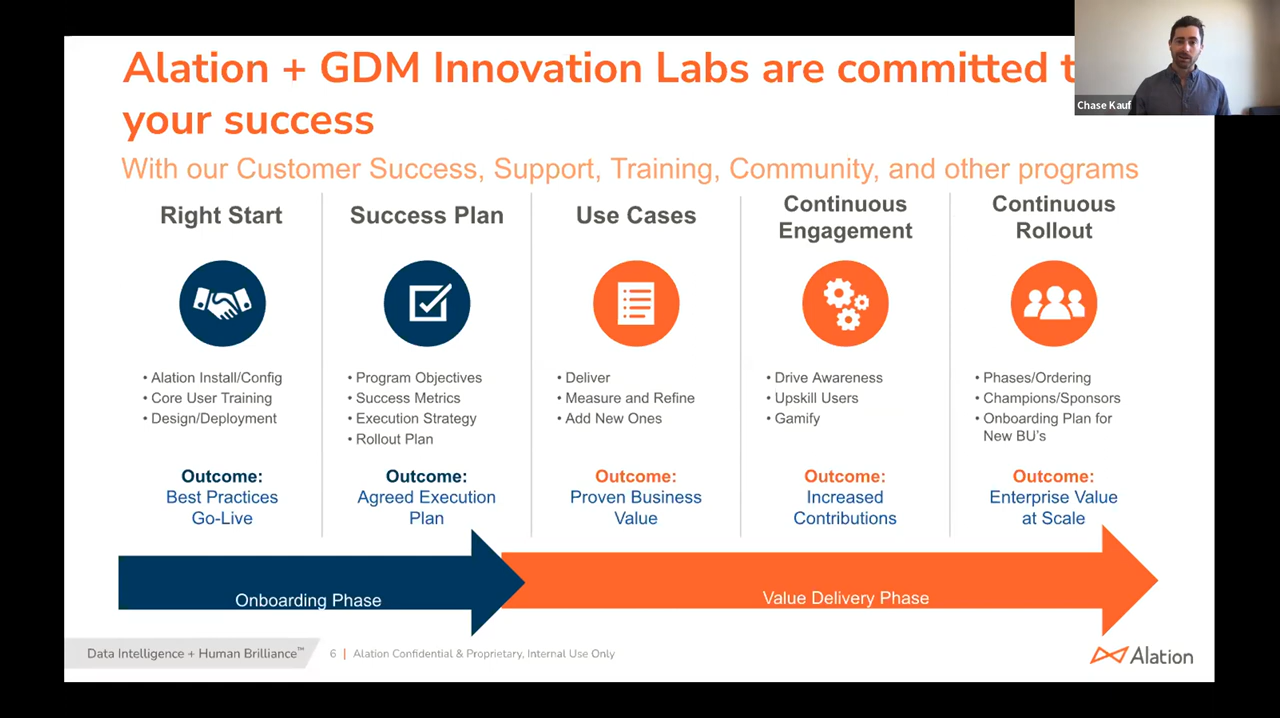 Alation + GDM Innovation Labs are committed t
your success
Chase Kauf
With our Customer Success, Support, Training, Community, and other programs
Right Start
• Alation Install/Config
• Core User Training
• Design/Deployment
Outcome:
Best Practices
Go-Live
Success Plan
• Program Objectives
• Success Metrics
• Execution Strategy
• Rollout Plan
Outcome:
Agreed Execution
Plan
Use Cases
• Deliver
• Measure and Refine
• Add New Ones
Outcome:
Proven Business
Value
Continuous
Engagement
• Drive Awareness
• Upskill Users
• Gamify
Outcome:
Increased
Contributions
Continuous
Rollout
• Phases/Ordering
• Champions/Sponsors
• Onboarding Plan for
New BU's
Outcome:
Enterprise Value
at Scale
Onboarding Phase
Value Delivery Phase
Data Intelligence + Human Brilliance™
6 | Alation Confidential & Proprietary, Internal Use Only
Alation